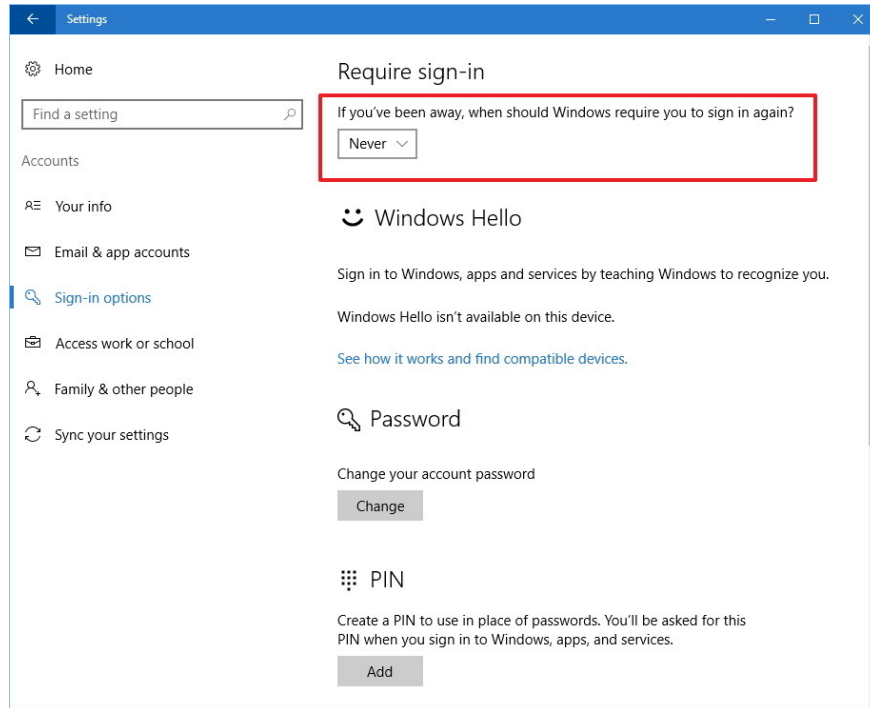 Settings
Home
Find a setting
Accounts
Your info
Email & app accounts
Sign-in options
Access work or school
Family & other people
Sync your settings
Require sign-in
If you've been away, when should Windows require you to sign in again?
Never
Windows Hello
Sign in to Windows, apps and services by teaching Windows to recognize you.
Windows Hello isn't available on this device.
See how it works and find compatible devices.
Password
Change your account password
Change
PIN
Create a PIN to use in place of passwords. You'll be asked for this
PIN when you sign in to Windows, apps, and services.
Add